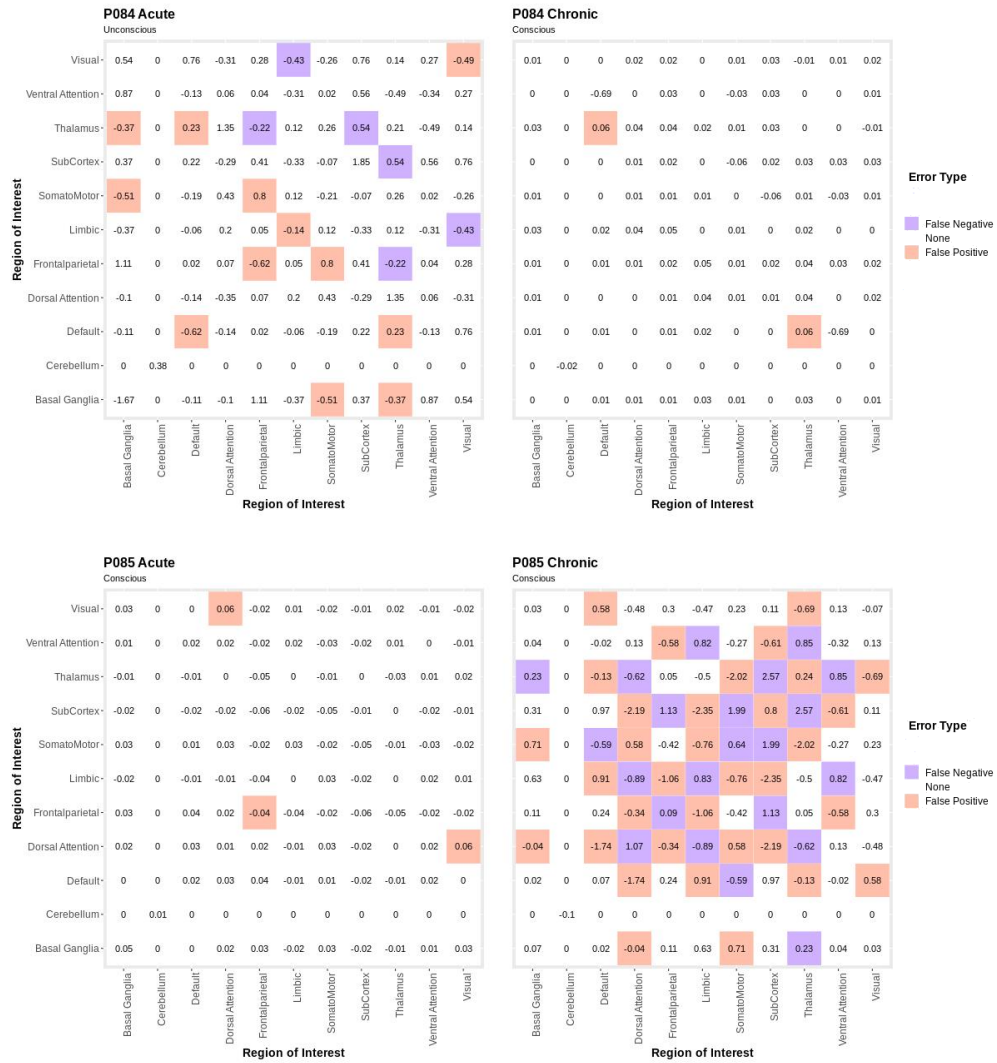 P084 Acute
Unconscious
Visual 0.54 0 0.76 -0.31 0.28 -0.43 -0.26 0.76 0.14 0.27 -0.49
Ventral Attention 0.87 0 -0.13 0.06 0.04 -0.31 0.02 0.56 -0.49 -0.34 0.27
Thalamus -0.37 0 0.23 1.35 -0.22 0.12 0.26 0.54 0.21 -0.49 0.14
SubCortex 0.37 0 0.22 -0.29 0.41 -0.33 -0.07 1.85 0.54 0.56 0.76
SomatoMotor -0.51 0 -0.19 0.43 0.8 0.12 -0.21 -0.07 0.26 0.02 -0.26
Limbic -0.37 0 -0.06 0.2 0.05 -0.14 0.12 -0.33 0.12 -0.31 -0.43
Frontalparietal 1.11 0 0.02 0.07 -0.62 0.05 0.8 0.41 -0.22 0.04 0.28
Dorsal Attention -0.1 0 -0.14 -0.35 0.07 0.2 0.43 -0.29 1.35 0.06 -0.31
Default -0.11 0 -0.62 -0.14 0.02 -0.06 -0.19 0.22 0.23 -0.13 0.76
Cerebellum 0 0.38 0 0 0 0 0 0 0 0 0
Basal Ganglia -1.67 0 -0.11 -0.1 1.11 -0.37 -0.51 0.37 -0.37 0.87 0.54
Basal Ganglia Cerebellum Default Dorsal Attention Frontalparietal Limbic SomatoMotor SubCortex Thalamus Ventral Attention Visual
Region of Interest
Region of Interest
P084 Chronic
Conscious
0.01 0 0 0.02 0.02 0 0.01 0.03 -0.01 0.01 0.02
0 0 -0.69 0 0.03 0 -0.03 0.03 0 0 0.01
0.03 0 0.06 0.04 0.04 0.02 0.01 0.03 0 0 -0.01
0 0 0 0.01 0.02 0 -0.06 0.02 0.03 0.03 0.03
0.01 0 0 0.01 0.01 0.01 0 -0.06 0.01 -0.03 0.01
0.03 0 0.02 0.04 0.05 0 0.01 0 0.02 0 0
0.01 0 0.01 0.01 0.02 0.05 0.01 0.02 0.04 0.03 0.02
0.01 0 0 0 0.01 0.04 0.01 0.01 0.04 0 0.02
0.01 0 0.01 0 0.01 0.02 0 0 0.06 -0.69 0
0 -0.02 0 0 0 0 0 0 0 0 0
0 0 0.01 0.01 0.01 0.03 0.01 0 0.03 0 0.01
Basal Ganglia Cerebellum Default Dorsal Attention Frontalparietal Limbic SomatoMotor SubCortex Thalamus Ventral Attention Visual
Region of Interest
Error Type
False Negative
None
False Positive
P085 Acute
Conscious
Visual 0.03 0 0 0.06 -0.02 0.01 -0.02 -0.01 0.02 -0.01 -0.02
Ventral Attention 0.01 0 0.02 0.02 -0.02 0.02 -0.03 -0.02 0.01 0 -0.01
Thalamus -0.01 0 -0.01 0 -0.05 0 -0.01 0 -0.03 0.01 0.02
SubCortex -0.02 0 -0.02 -0.02 -0.06 -0.02 -0.05 -0.01 0 -0.02 -0.01
SomatoMotor 0.03 0 0.01 0.03 -0.02 0.03 -0.02 -0.05 -0.01 -0.03 -0.02
Limbic -0.02 0 -0.01 -0.01 -0.04 0 0.03 -0.02 0 0.02 0.01
Frontalparietal 0.03 0 0.04 0.02 -0.04 -0.04 -0.02 -0.06 -0.05 -0.02 -0.02
Dorsal Attention 0.02 0 0.03 0.01 0.02 -0.01 0.03 -0.02 0 0.02 0.06
Default 0 0 0.02 0.03 0.04 -0.01 0.01 -0.02 -0.01 0.02 0
Cerebellum 0 0.01 0 0 0 0 0 0 0 0 0
Basal Ganglia 0.05 0 0 0.02 0.03 -0.02 0.03 -0.02 -0.01 0.01 0.03
Basal Ganglia Cerebellum Default Dorsal Attention Frontalparietal Limbic SomatoMotor SubCortex Thalamus Ventral Attention Visual
Region of Interest
Region of Interest
P085 Chronic
Conscious
0.03 0 0.58 -0.48 0.3 -0.47 0.23 0.11 -0.69 0.13 -0.07
0.04 0 -0.02 0.13 -0.58 0.82 -0.27 -0.61 0.85 -0.32 0.13
0.23 0 -0.13 -0.62 0.05 -0.5 -2.02 2.57 0.24 0.85 -0.69
0.31 0 0.97 -2.19 1.13 -2.35 1.99 0.8 2.57 -0.61 0.11
0.71 0 -0.59 0.58 -0.42 -0.76 0.64 1.99 -2.02 -0.27 0.23
0.63 0 0.91 -0.89 -1.06 0.83 -0.76 -2.35 -0.5 0.82 -0.47
0.11 0 0.24 -0.34 0.09 -1.06 -0.42 1.13 0.05 -0.58 0.3
-0.04 0 -1.74 1.07 -0.34 -0.89 0.58 -2.19 -0.62 0.13 -0.48
0.02 0 0.07 -1.74 0.24 0.91 -0.59 0.97 -0.13 -0.02 0.58
0 -0.1 0 0 0 0 0 0 0 0 0
0.07 0 0.02 -0.04 0.11 0.63 0.71 0.31 0.23 0.04 0.03
Basal Ganglia Cerebellum Default Dorsal Attention Frontalparietal Limbic SomatoMotor SubCortex Thalamus Ventral Attention Visual
Region of Interest
Error Type
False Negative
None
False Positive